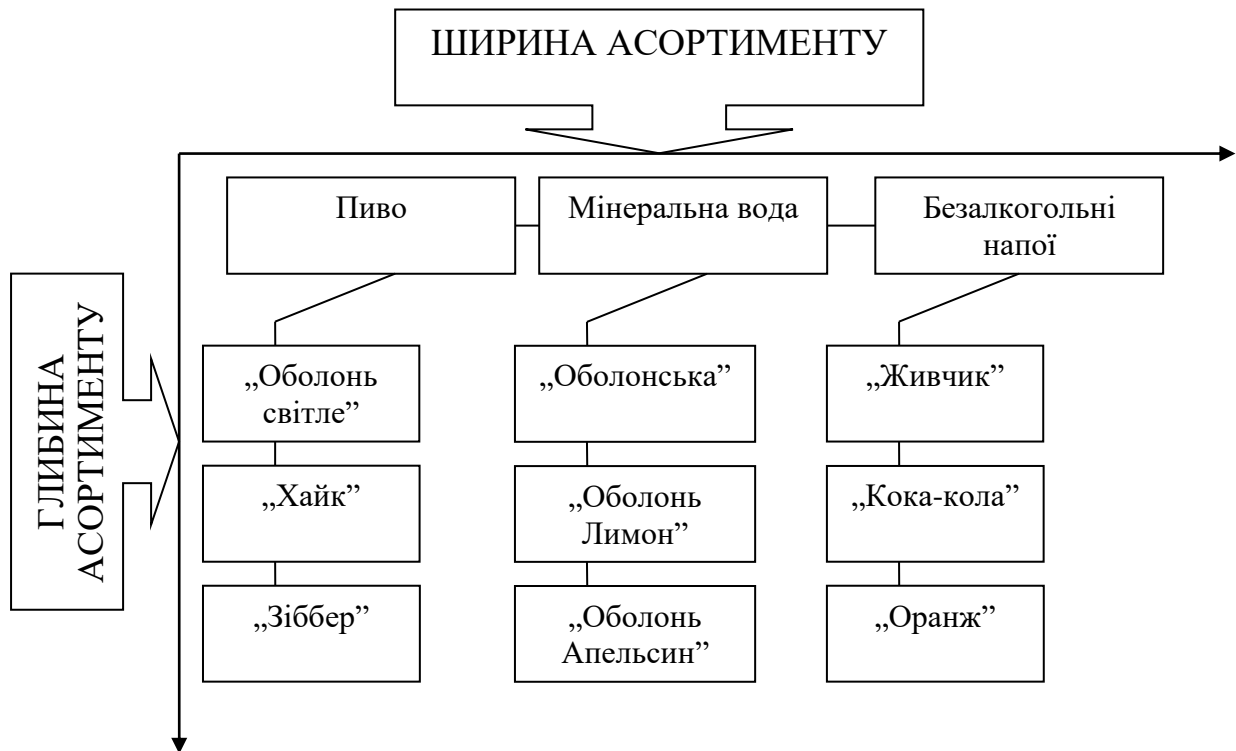 ШИРИНА АСОРТИМЕНТУ
Пиво
Мінеральна вода
Безалкогольні
напої
ГЛИБИНА
АСОРТИМЕНТУ
„Оболонь
світле”
„Оболонська”
„Живчик”
„Хайк”
„Оболонь
Лимон”
„Кока-кола”
„Зіббер”
„Оболонь
Апельсин”
„Оранж”